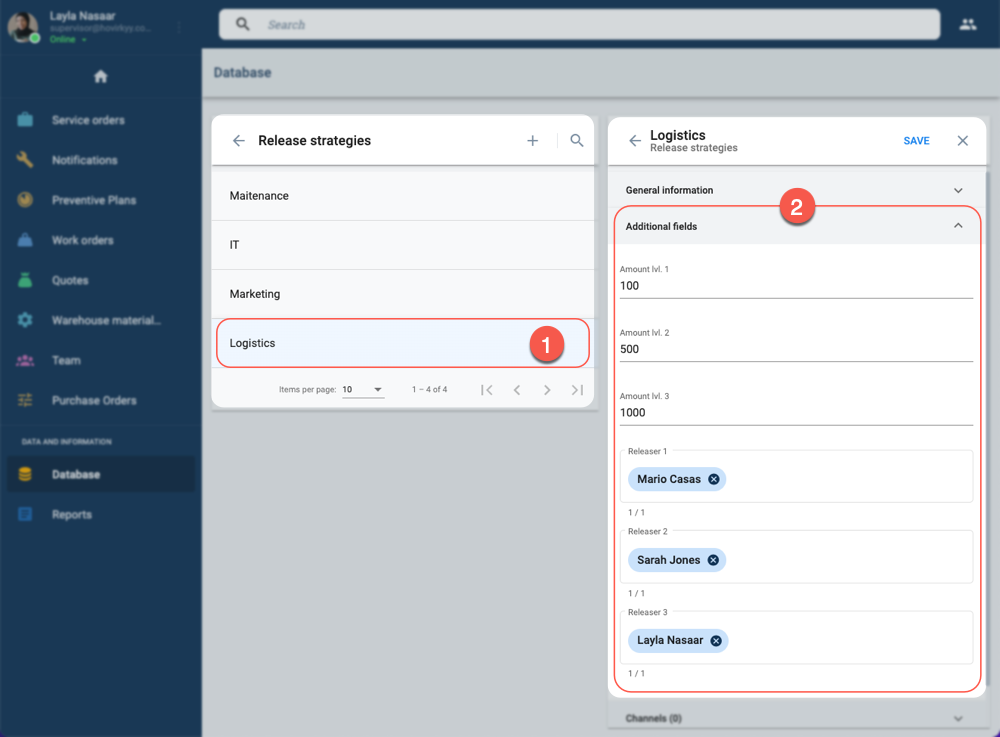 Layla Nasaar
supervisor@hovirkyy.co...
Online
Search
Service orders
Notifications
Preventive Plans
Work orders
Quotes
Warehouse material...
Team
Purchase Orders
DATA AND INFORMATION
Database
Reports
Database
Release strategies
Maitenance
IT
Marketing
Logistics
1
Items per page: 10
1 – 4 of 4
Logistics
Release strategies
SAVE
General information
2
Additional fields
Amount lvl. 1
100
Amount lvl. 2
500
Amount lvl. 3
1000
Releaser 1
Mario Casas
1 / 1
Releaser 2
Sarah Jones
1 / 1
Releaser 3
Layla Nasaar
1 / 1
Channels (0)